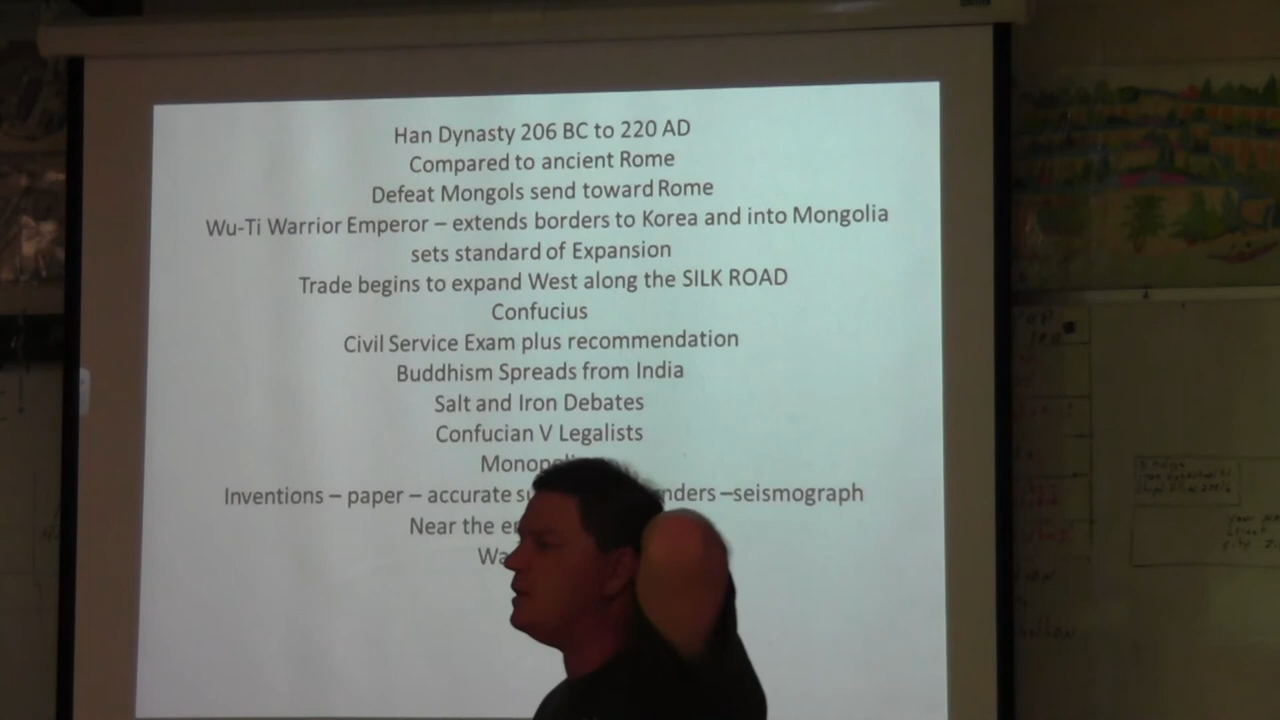 Han Dynasty 206 BC to 220 AD
Compared to ancient Rome
Defeat Mongols send toward Rome
Wu-Ti Warrior Emperor – extends borders to Korea and into Mongolia
sets standard of Expansion
Trade begins to expand West along the SILK ROAD
Confucius
Civil Service Exam plus recommendation
Buddhism Spreads from India
Salt and Iron Debates
Confucian V Legalists
Inventions – paper – accurate –seismograph
Near the